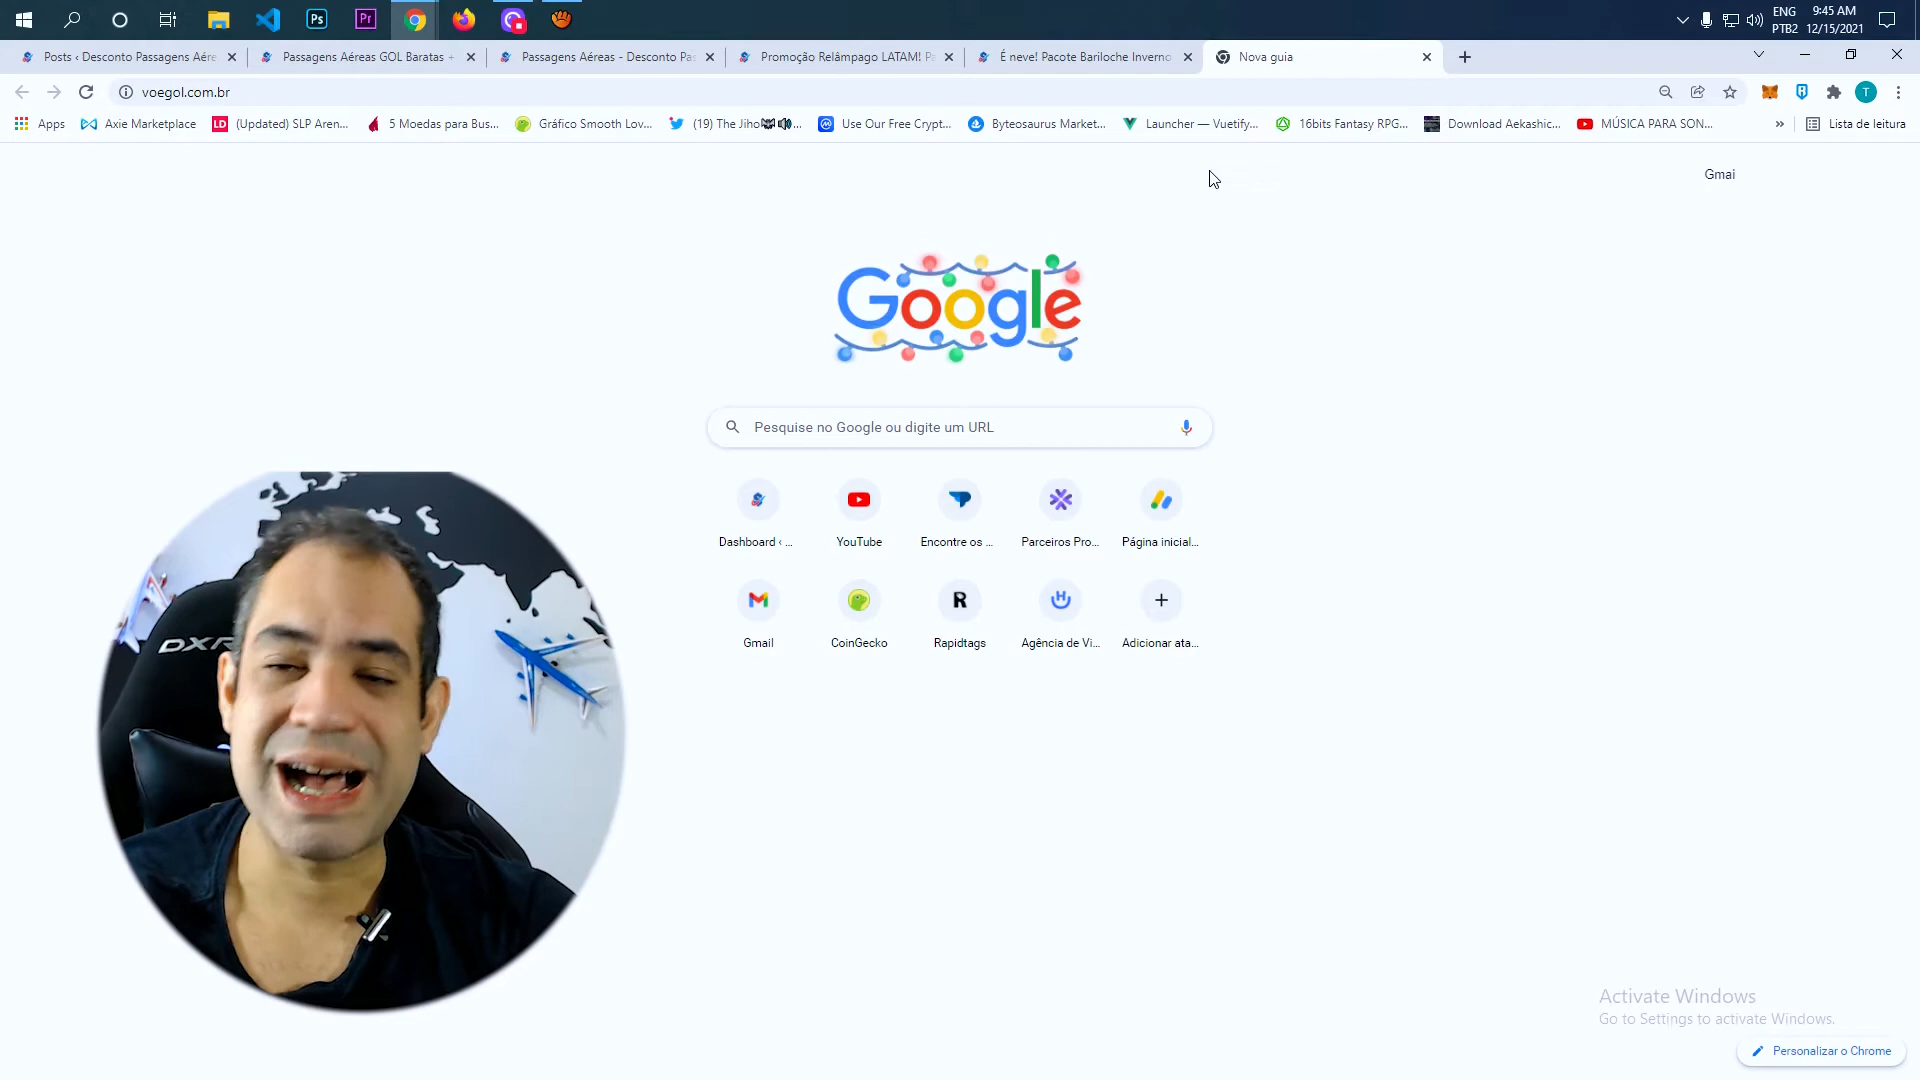 ENG
PTB2
9:45 AM
12/15/2021
Posts ‹ Desconto Passagens Aére
Passagens Aéreas GOL Baratas +
Passagens Aéreas - Desconto Pas
Promoção Relâmpago LATAM! Pa
É neve! Pacote Bariloche Inverno
Nova guia
voegol.com.br
T
Apps
Axie Marketplace
LD (Updated) SLP Aren...
5 Moedas para Bus...
Gráfico Smooth Lov...
(19) The Jiho...
Use Our Free Crypt...
Byteosaurus Market...
Launcher — Vuetify...
16bits Fantasy RPG...
Download Aekashic...
MÚSICA PARA SON...
»
Lista de leitura
Gmai
Google
Pesquise no Google ou digite um URL
Dashboard ‹ ...
YouTube
Encontre os ...
Parceiros Pro...
Página inicial...
Gmail
CoinGecko
Rapidtags
Agência de Vi...
Adicionar ata...
DXR
Activate Windows
Go to Settings to activate Windows.
Personalizar o Chrome